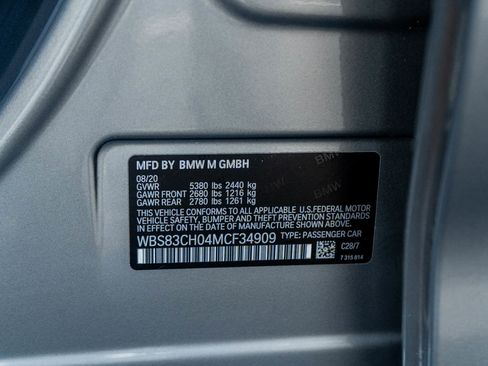 MFD BY BMW M GMBH
08/20
GVWR 5380 lbs 2440 kg
GAWR FRONT 2680 lbs 1216 kg
GAWR REAR 2780 lbs 1261 kg
THIS VEHICLE CONFORMS TO ALL APPLICABLE U.S.FEDERAL MOTOR
VEHICLE SAFETY, BUMPER AND THEFT PREVENTION STANDARDS
IN EFFECT ON THE DATE OF MANUFACTURE SHOWN ABOVE.
WBS83CH04MCF34909 TYPE: PASSENGER CAR
C28/7
7 315 614
BMW
BMW